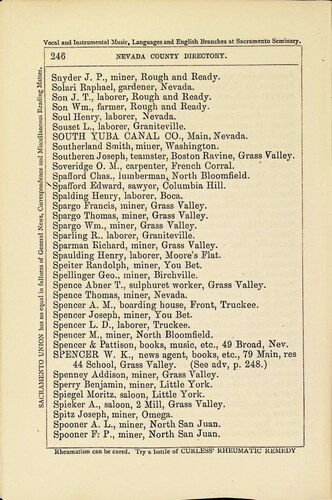 Vocal and Instrumental Music, Languages and English Branches at Sacramento Seminary.
246 NEVADA COUNTY DIRECTORY.
SACRAMENTO UNION has no equal in fullness of General News, Correspondence and Miscellaneous Reading Matter.
Snyder J. P., miner, Rough and Ready.
Solari Raphael, gardener, Nevada.
Son J. T., laborer, Rough and Ready.
Son Wm., farmer, Rough and Ready.
Soul Henry, laborer, Nevada.
Souset L., laborer, Graniteville.
SOUTH YUBA CANAL CO., Main, Nevada.
Southerland Smith, miner, Washington.
Southeren Joseph, teamster, Boston Ravine, Grass Valley.
Soveridge O. M., carpenter, French Corral.
Spafford Chas., lumberman, North Bloomfield.
Spafford Edward, sawyer, Columbia Hill.
Spalding Henry, laborer, Boca.
Spargo Francis, miner, Grass Valley.
Spargo Thomas, miner, Grass Valley.
Spargo Wm., miner, Grass Valley.
Sparling R., laborer, Graniteville.
Sparman Richard, miner, Grass Valley.
Spaulding Henry, laborer, Moore's Flat.
Speiter Randolph, miner, You Bet.
Spellinger Geo., miner, Birchville.
Spence Abner T., sulphuret worker, Grass Valley.
Spence Thomas, miner, Nevada.
Spencer A. M., boarding house, Front, Truckee.
Spencer Joseph, miner, You Bet.
Spencer L. D., laborer, Truckee.
Spencer M., miner, North Bloomfield.
Spencer & Pattison, books, music, etc., 49 Broad, Nev.
SPENCER W. K., news agent, books, etc., 79 Main, res
44 School, Grass Valley. (See adv, p. 248.)
Spenney Addison, miner, Grass Valley.
Sperry Benjamin, miner, Little York.
Spiegel Moritz, saloon, Little York.
Spieker A., saloon, 2 Mill, Grass Valley.
Spitz Joseph, miner, Omega.
Spooner A. L., miner, North San Juan.
Spooner F. P., miner, North San Juan.
Rheumatism can be cured. Try a bottle of CURLESS' RHEUMATIC REMEDY